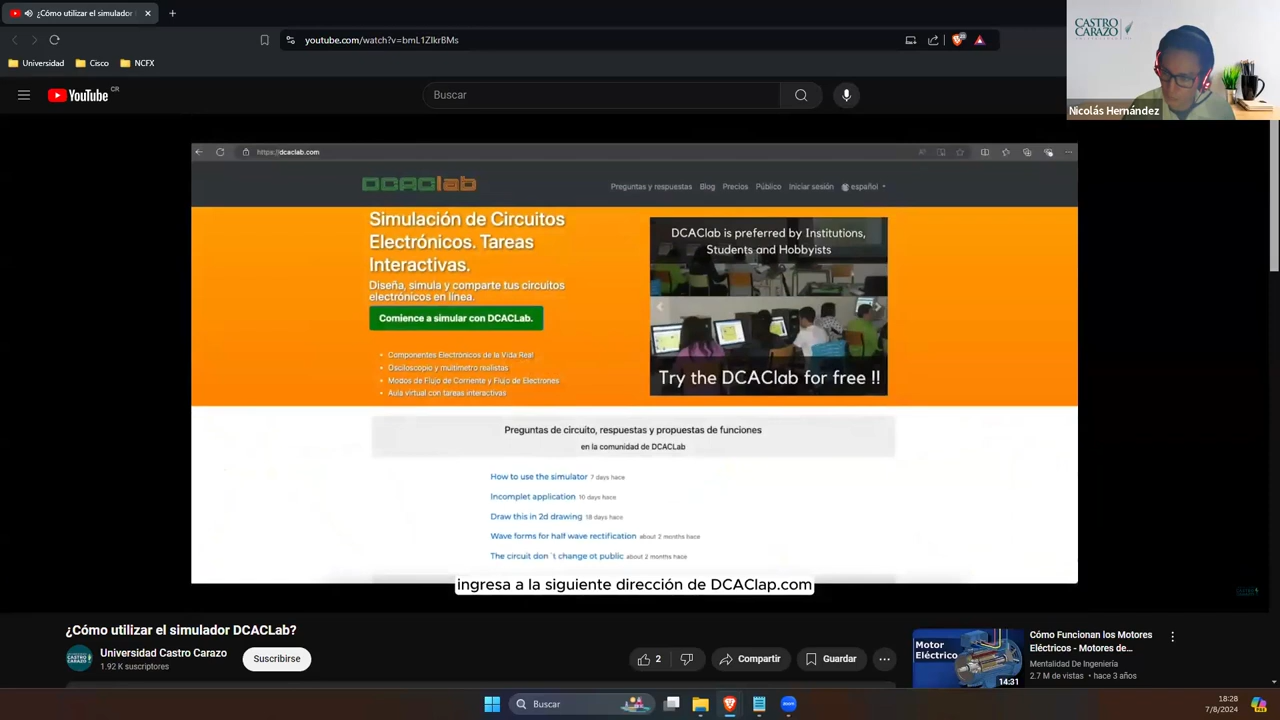 ¿Cómo utilizar el simulador
youtube.com/watch?v=bmL1ZlkrBMs
Universidad
Cisco
NCFX
CASTRO
CARAZO
Nicolás Hernández
YouTube CR
Buscar
https://dcaclab.com
DCAClab
Preguntas y respuestas Blog Precios Público Iniciar sesión español
Simulación de Circuitos
Electrónicos. Tareas
Interactivas.
Diseña, simula y comparte tus circuitos
electrónicos en línea.
Comience a simular con DCACLab.
Componentes Electrónicos de la Vida Real
Osciloscopio y multímetro realistas
Modos de Flujo de Corriente y Flujo de Electrones
Aula virtual con tareas interactivas
DCAClab is preferred by Institutions,
Students and Hobbyists
Try the DCAClab for free !!
Preguntas de circuito, respuestas y propuestas de funciones
en la comunidad de DCACLab
How to use the simulator 7 days hace
Incomplet application 10 days hace
Draw this in 2d drawing 18 days hace
Wave forms for half wave rectification about 2 months hace
The circuit don`t change ot public about 2 months hace
ingresa a la siguiente dirección de DCAClap.com
¿Cómo utilizar el simulador DCACLab?
Universidad Castro Carazo
1.92 K suscriptores
Suscribirse
2
Compartir
Guardar
Motor
Eléctrico
14:31
Cómo Funcionan los Motores
Eléctricos - Motores de…
Mentalidad De Ingeniería
2.7 M de vistas • hace 3 años
Buscar
18:28
7/8/2024